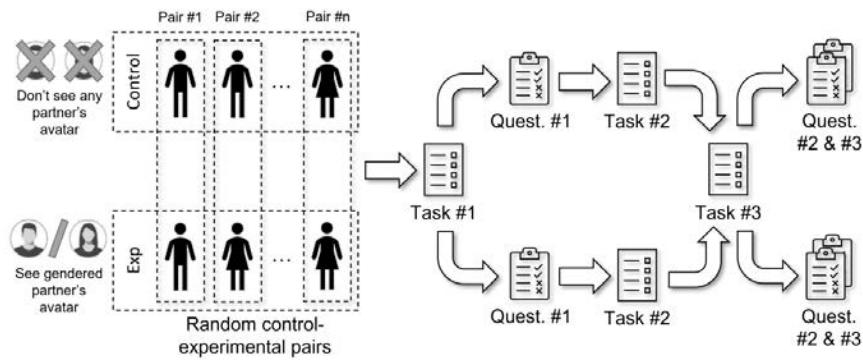 Pair #1
Pair #2
Pair #n
Control
Don't see any
partner's
avatar
...
Exp
See gendered
partner's
avatar
...
Random control-
experimental pairs
Task #1
Quest. #1
Task #2
Quest. #1
Task #2
Task #3
Quest.
#2 & #3
Quest.
#2 & #3